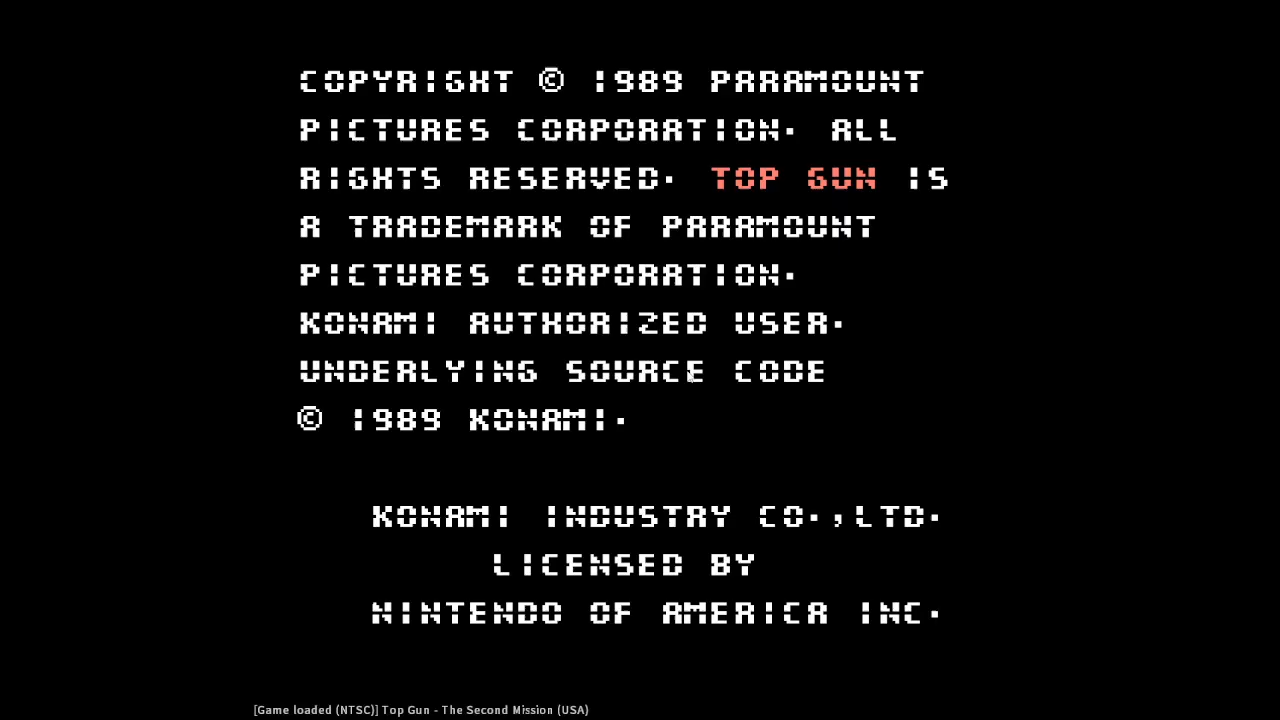 COPYRIGHT © 1989 PARAMOUNT
PICTURES CORPORATION. ALL
RIGHTS RESERVED. TOP GUN IS
A TRADEMARK OF PARAMOUNT
PICTURES CORPORATION.
KONAMI AUTHORIZED USER.
UNDERLYING SOURCE CODE
© 1989 KONAMI.
KONAMI INDUSTRY CO.,LTD.
LICENSED BY
NINTENDO OF AMERICA INC.
[Game loaded (NTSC)] Top Gun - The Second Mission (USA)